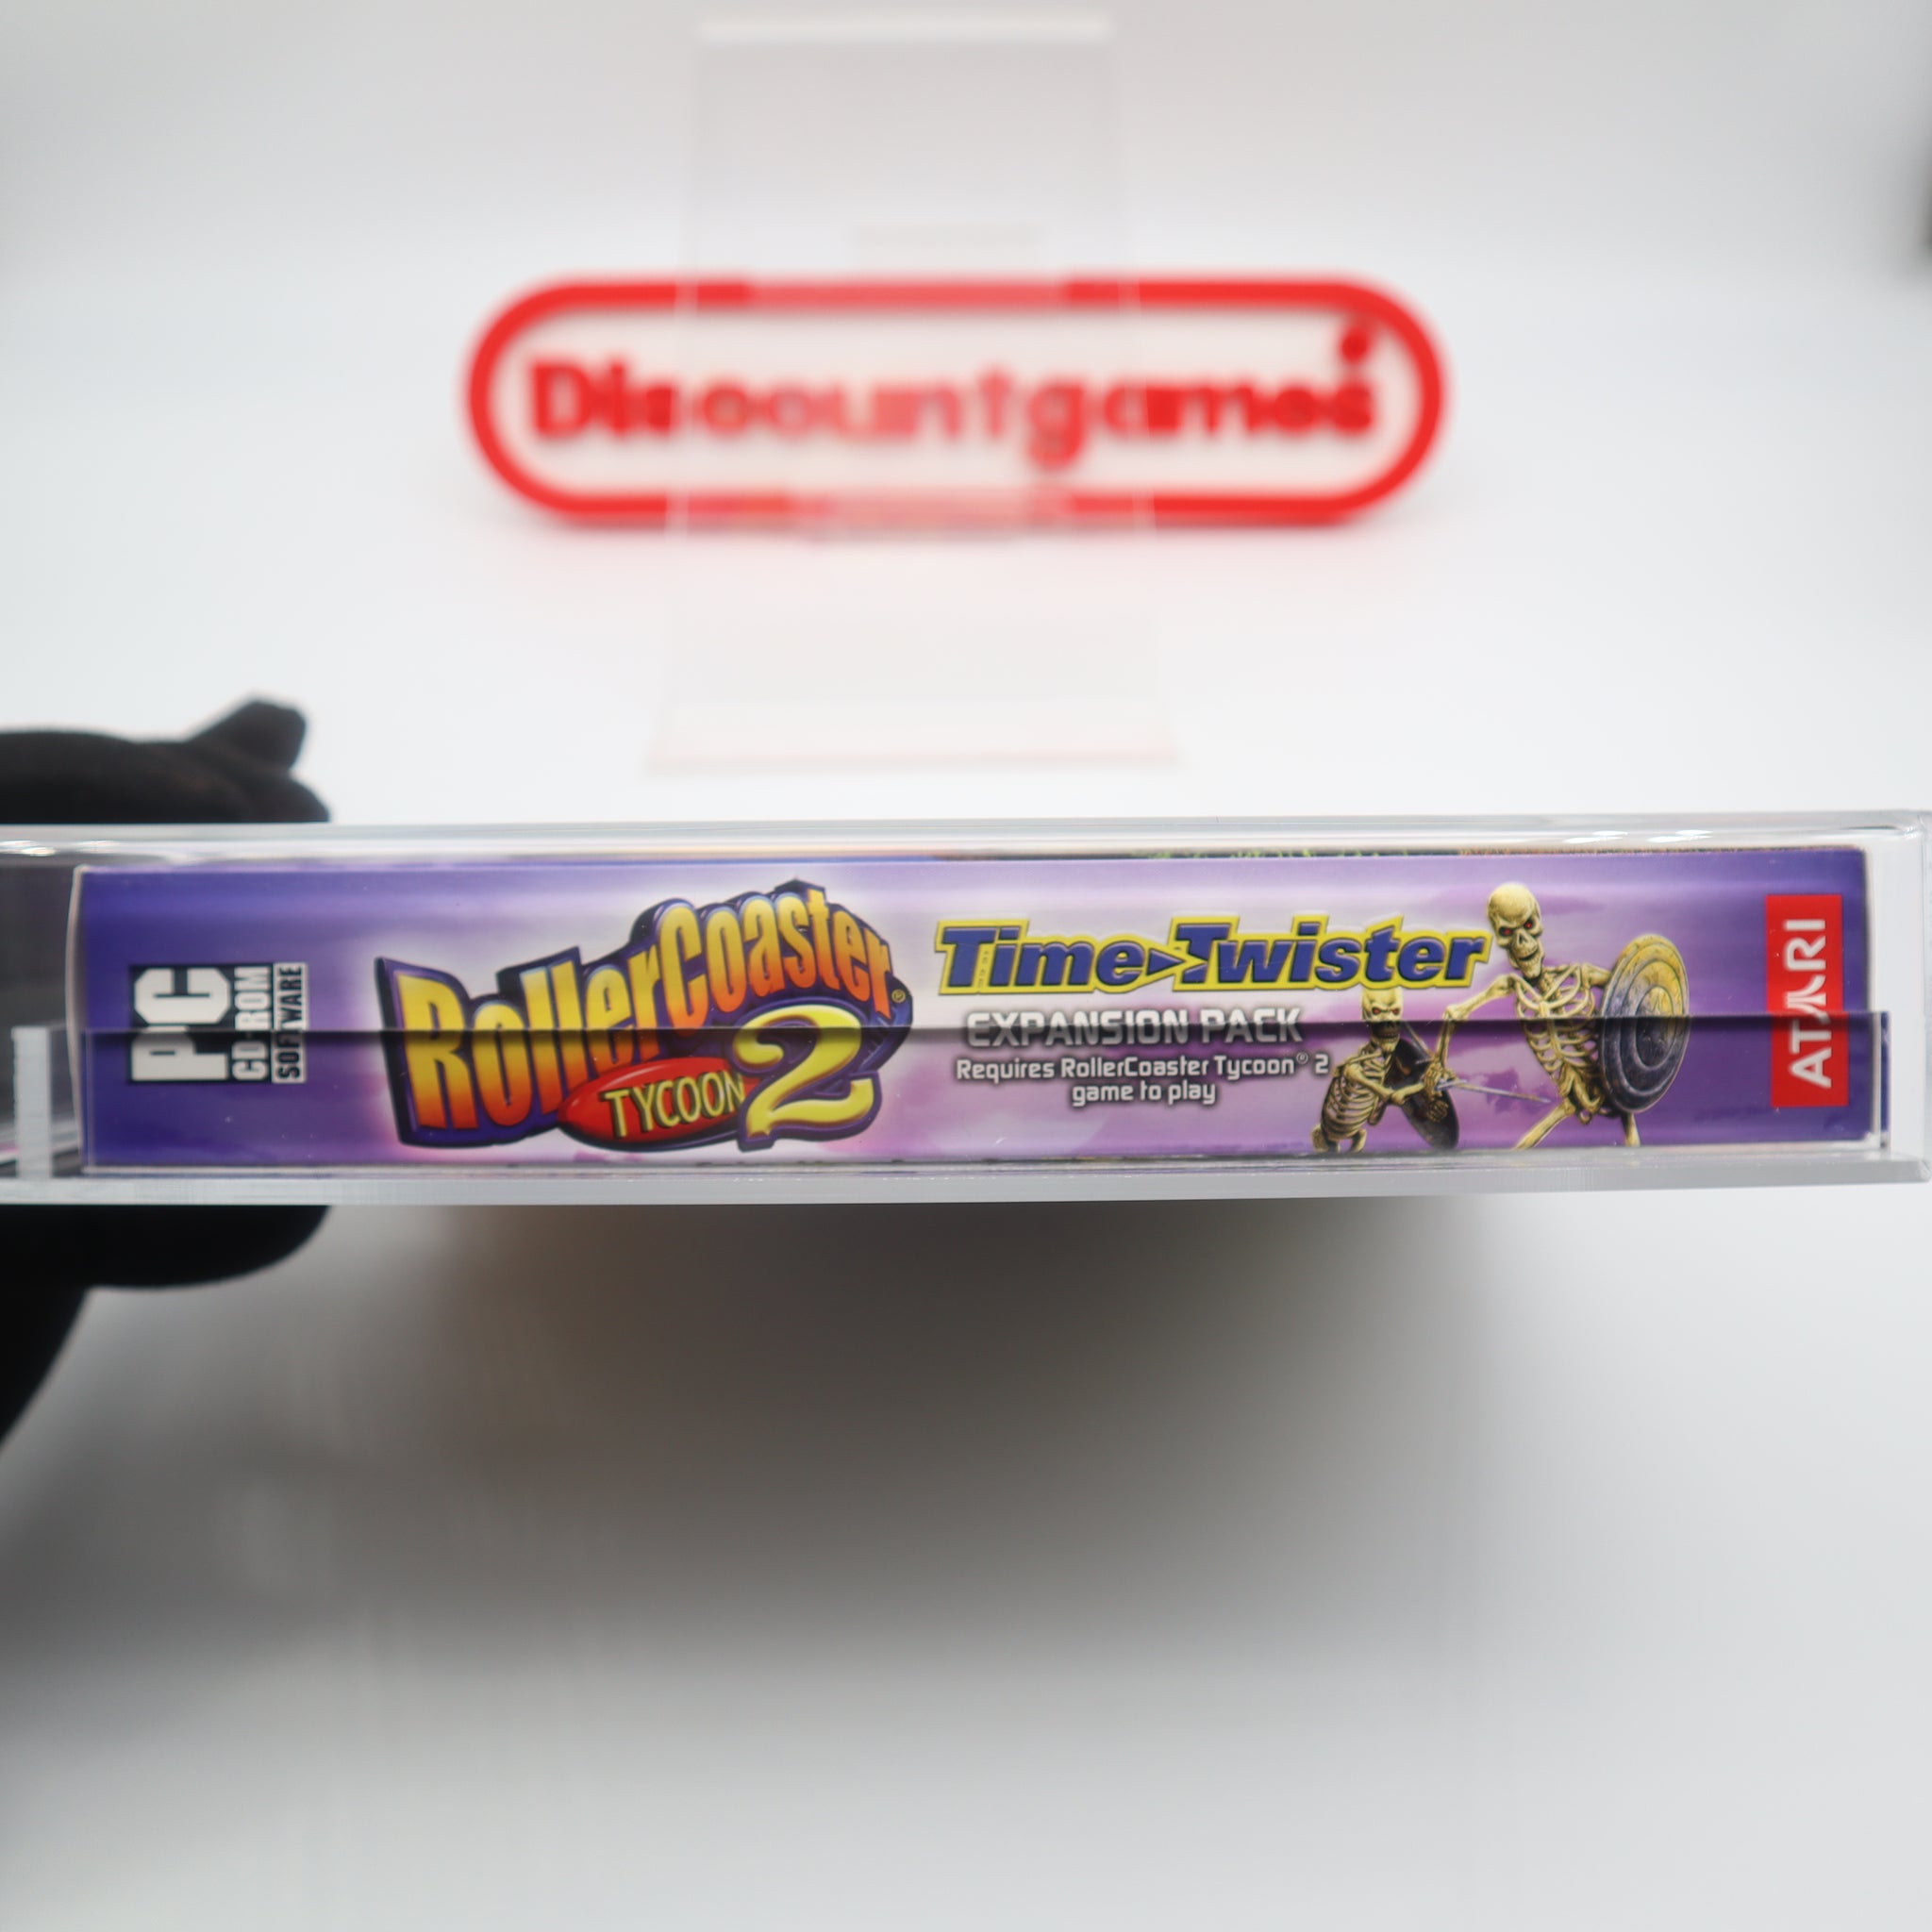 Discountgames
PC
CD-ROM
SOFTWARE
RollerCoaster®
TYCOON 2
Time Twister
EXPANSION PACK
Requires RollerCoaster Tycoon® 2
game to play
ATARI